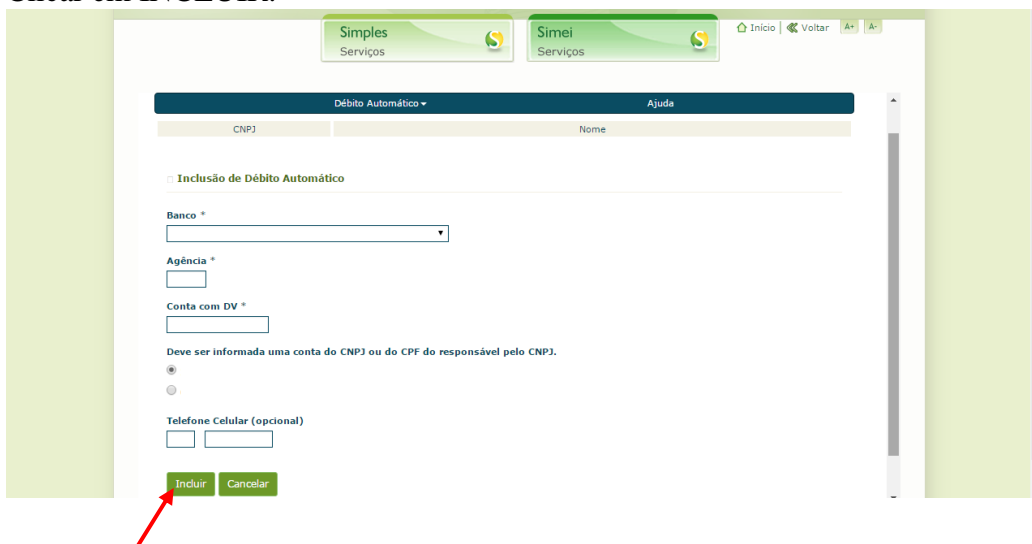 Simples
Serviços
Simei
Serviços
Início | Voltar A+ A-
Débito Automático Ajuda
CNPJ Nome
Inclusão de Débito Automático
Banco *
Agência *
Conta com DV *
Deve ser informada uma conta do CNPJ ou do CPF do responsável pelo CNPJ.
Telefone Celular (opcional)
Incluir Cancelar